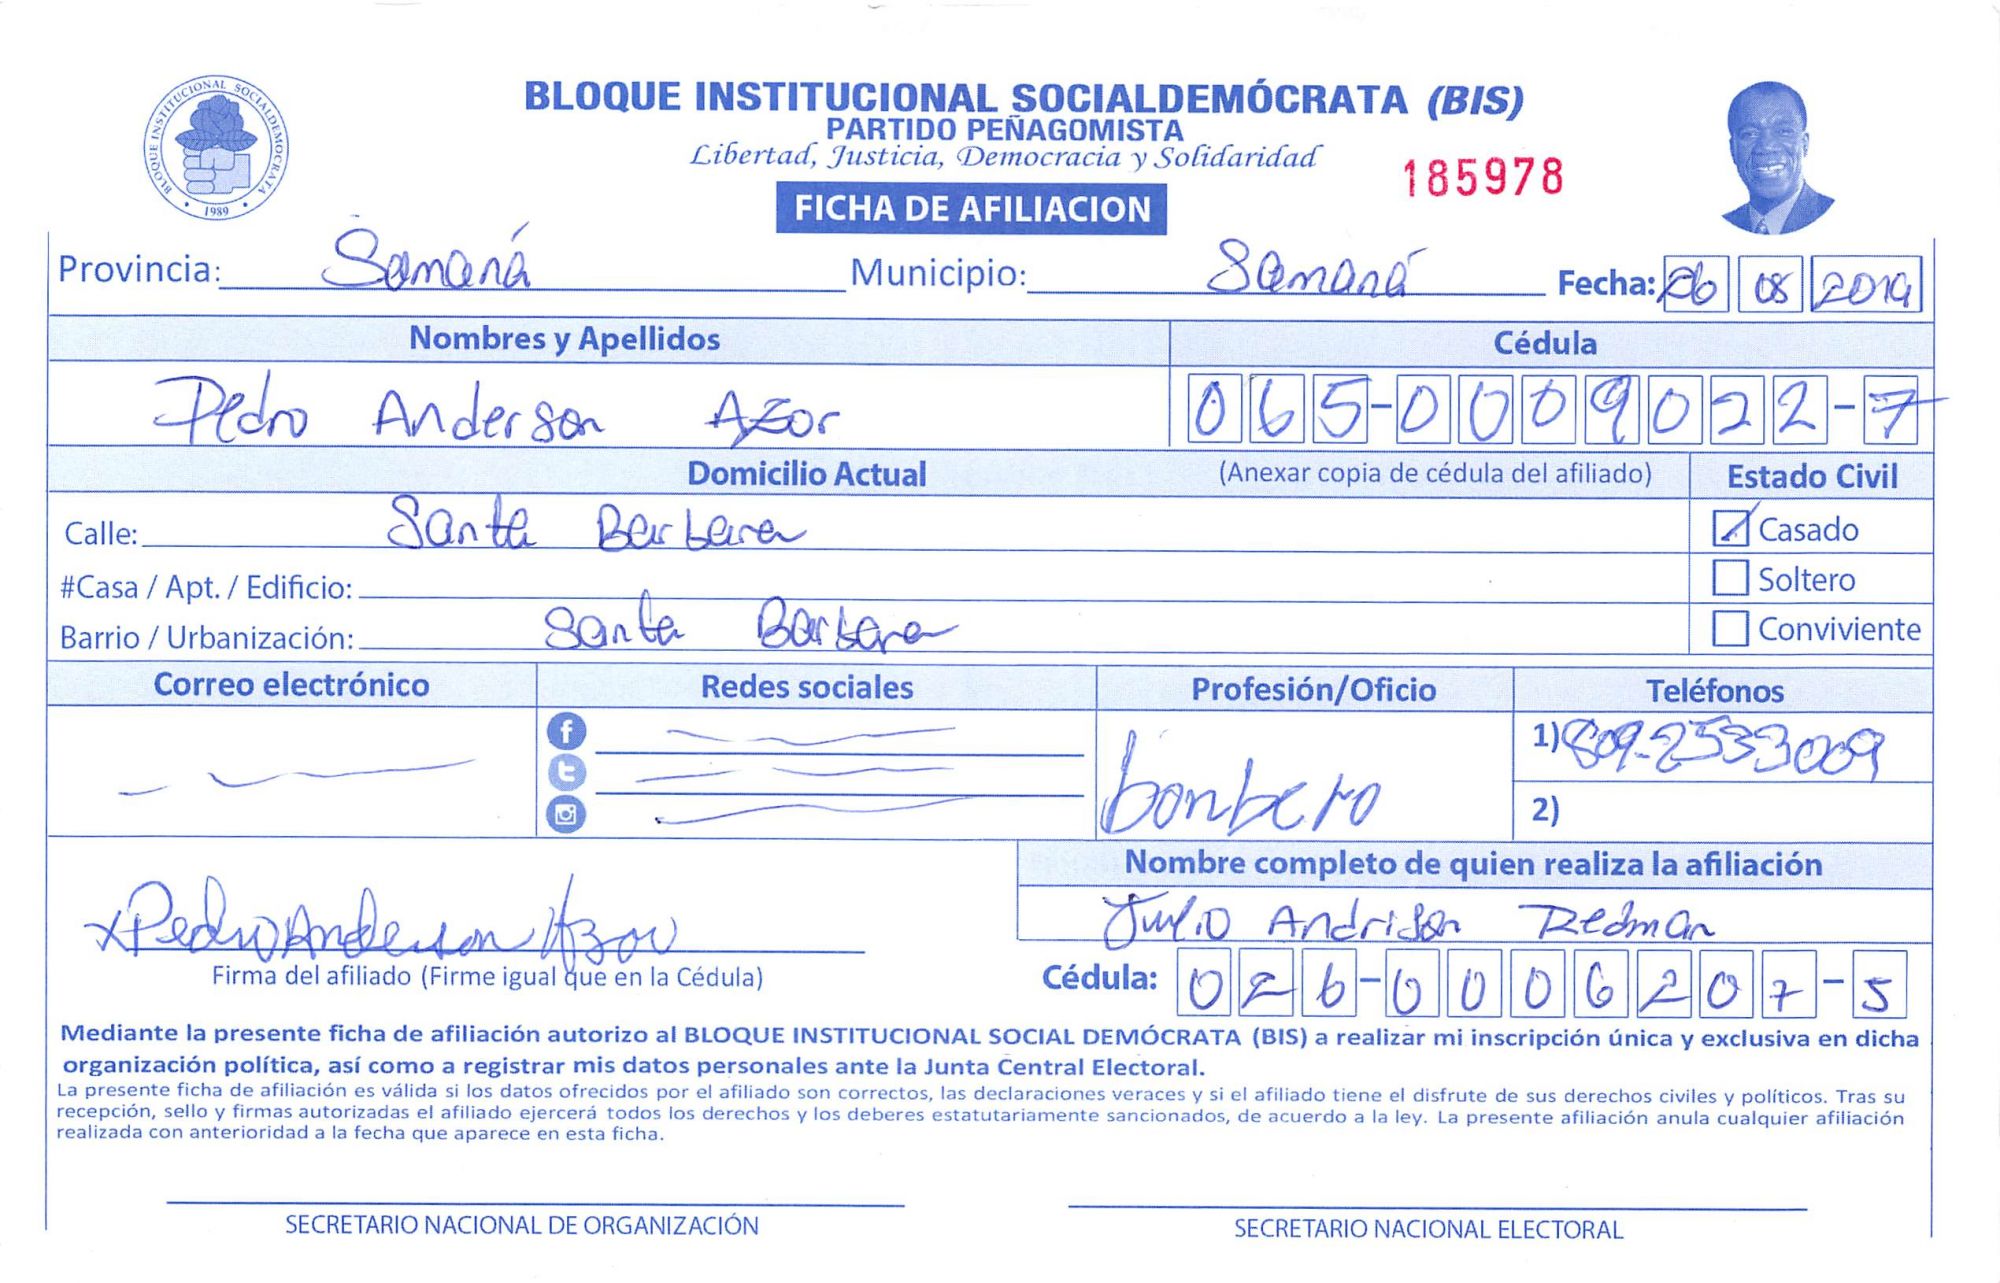 BLOQUE INSTITUCIONAL SOCIALDEMOCRATA
1989
BLOQUE INSTITUCIONAL SOCIALDEMÓCRATA (BIS)
PARTIDO PEÑAGOMISTA
Libertad, Justicia, Democracia y Solidaridad
185978
FICHA DE AFILIACION
Provincia: Samaná Municipio: Samaná Fecha: 26 08 2019
Nombres y Apellidos Cédula
Pedro Anderson Azor 065-0009022-7
Domicilio Actual (Anexar copia de cédula del afiliado) Estado Civil
Calle: Santa Barbara Casado
#Casa / Apt. / Edificio: Soltero
Barrio / Urbanización: Santa Barbara Conviviente
Correo electrónico Redes sociales Profesión/Oficio Teléfonos
1) 809-2533009
bonbero
2)
Nombre completo de quien realiza la afiliación
Julio Andrison Redman
x Pedro Anderson Azor
Firma del afiliado (Firme igual que en la Cédula) Cédula: 026-0006207-5
Mediante la presente ficha de afiliación autorizo al BLOQUE INSTITUCIONAL SOCIAL DEMÓCRATA (BIS) a realizar mi inscripción única y exclusiva en dicha
organización política, así como a registrar mis datos personales ante la Junta Central Electoral.
La presente ficha de afiliación es válida si los datos ofrecidos por el afiliado son correctos, las declaraciones veraces y si el afiliado tiene el disfrute de sus derechos civiles y políticos. Tras su
recepción, sello y firmas autorizadas el afiliado ejercerá todos los derechos y los deberes estatutariamente sancionados, de acuerdo a la ley. La presente afiliación anula cualquier afiliación
realizada con anterioridad a la fecha que aparece en esta ficha.
SECRETARIO NACIONAL DE ORGANIZACIÓN SECRETARIO NACIONAL ELECTORAL